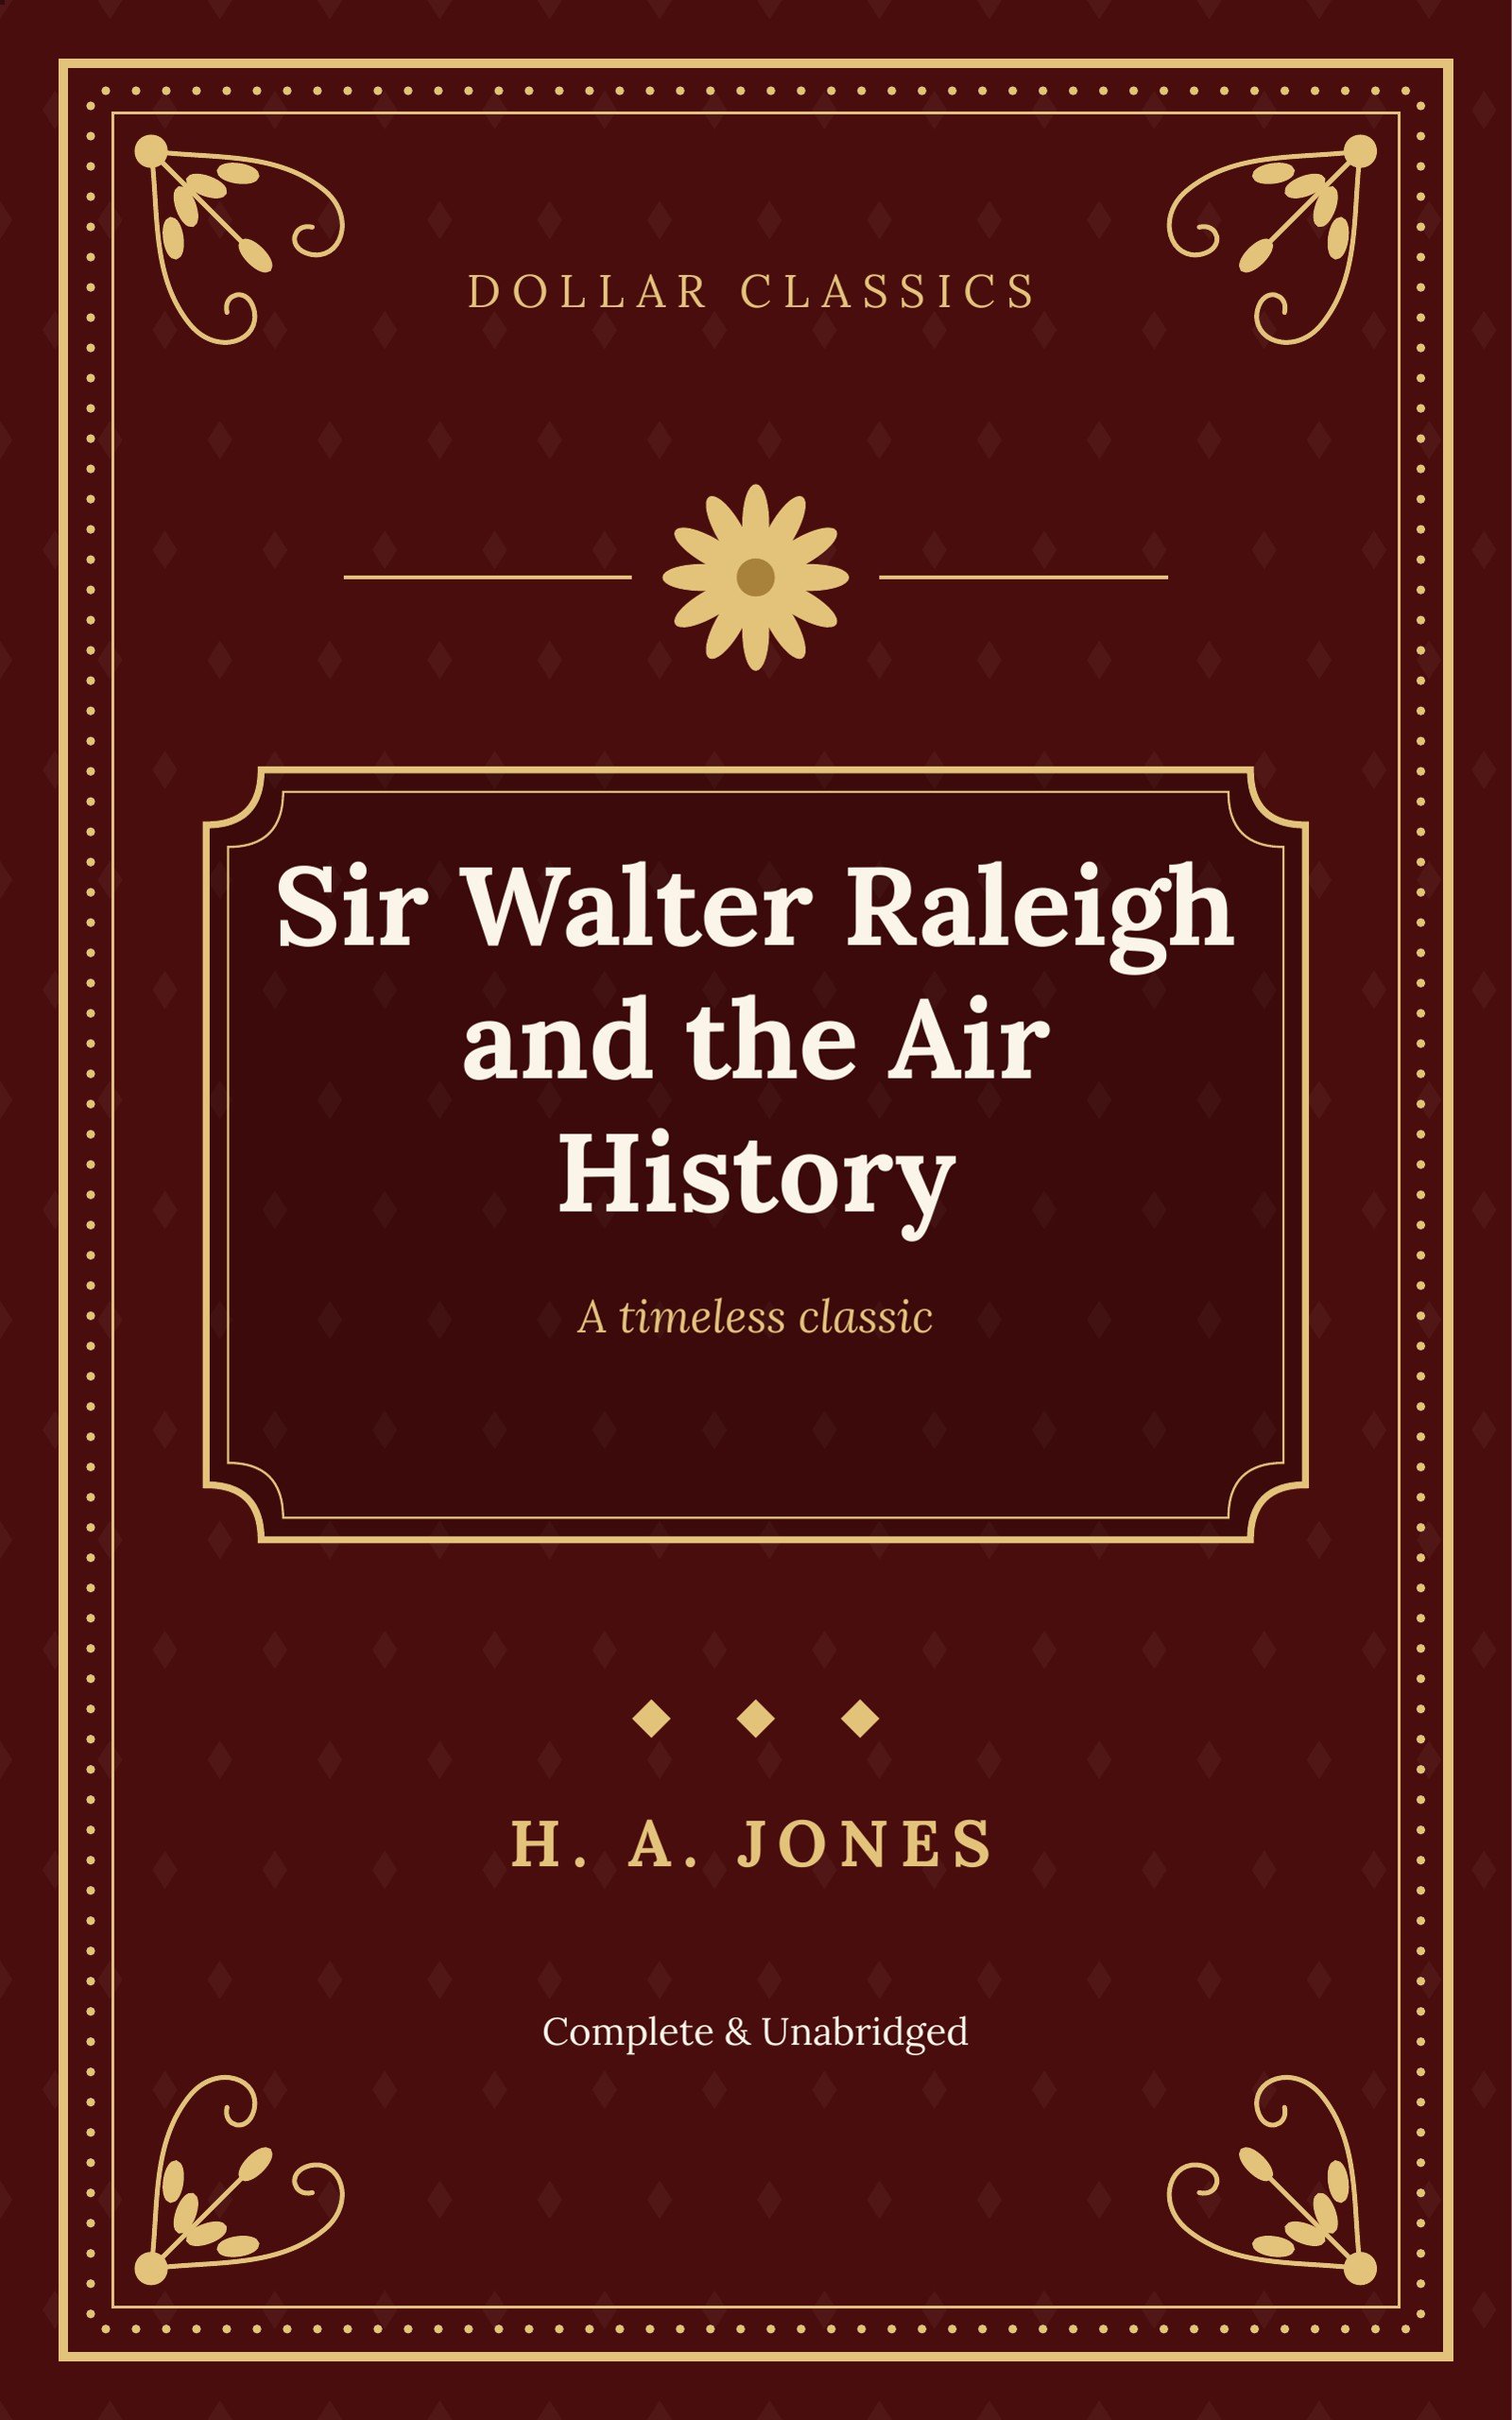 DOLLAR CLASSICS
Sir Walter Raleigh
and the Air
History
A timeless classic
H. A. JONES
Complete & Unabridged